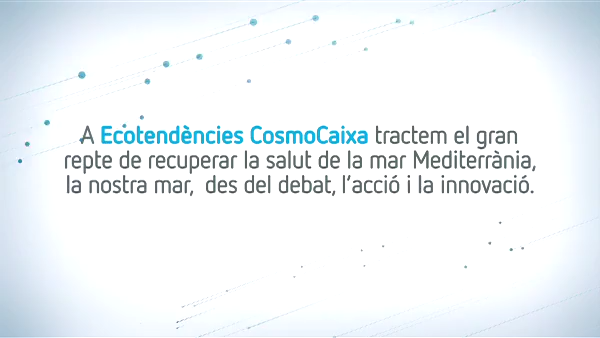 A Ecotendències CosmoCaixa tractem el gran
repte de recuperar la salut de la mar Mediterrània,
la nostra mar, des del debat, l'acció i la innovació.